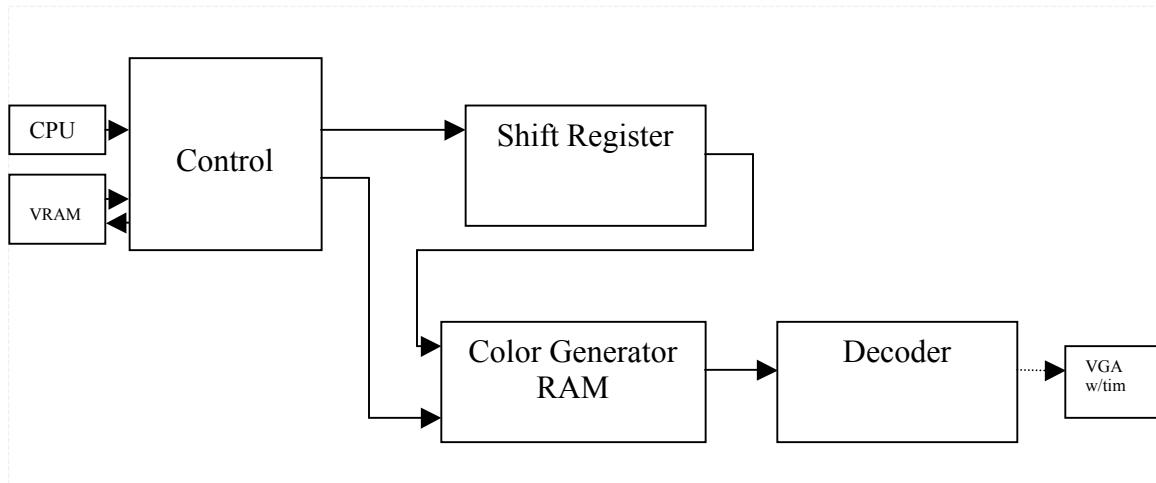 CPU
VRAM
Control
Shift Register
Color Generator
RAM
Decoder
VGA
w/tim